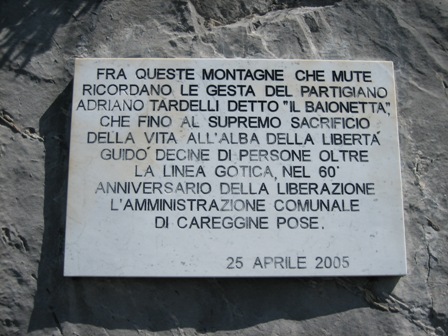 FRA QUESTE MONTAGNE CHE MUTE
RICORDANO LE GESTA DEL PARTIGIANO
ADRIANO TARDELLI DETTO "IL BAIONETTA",
CHE FINO AL SUPREMO SACRIFICIO
DELLA VITA ALL'ALBA DELLA LIBERTA'
GUIDO' DECINE DI PERSONE OLTRE
LA LINEA GOTICA, NEL 60°
ANNIVERSARIO DELLA LIBERAZIONE
L'AMMINISTRAZIONE COMUNALE
DI CAREGGINE POSE.
25 APRILE 2005